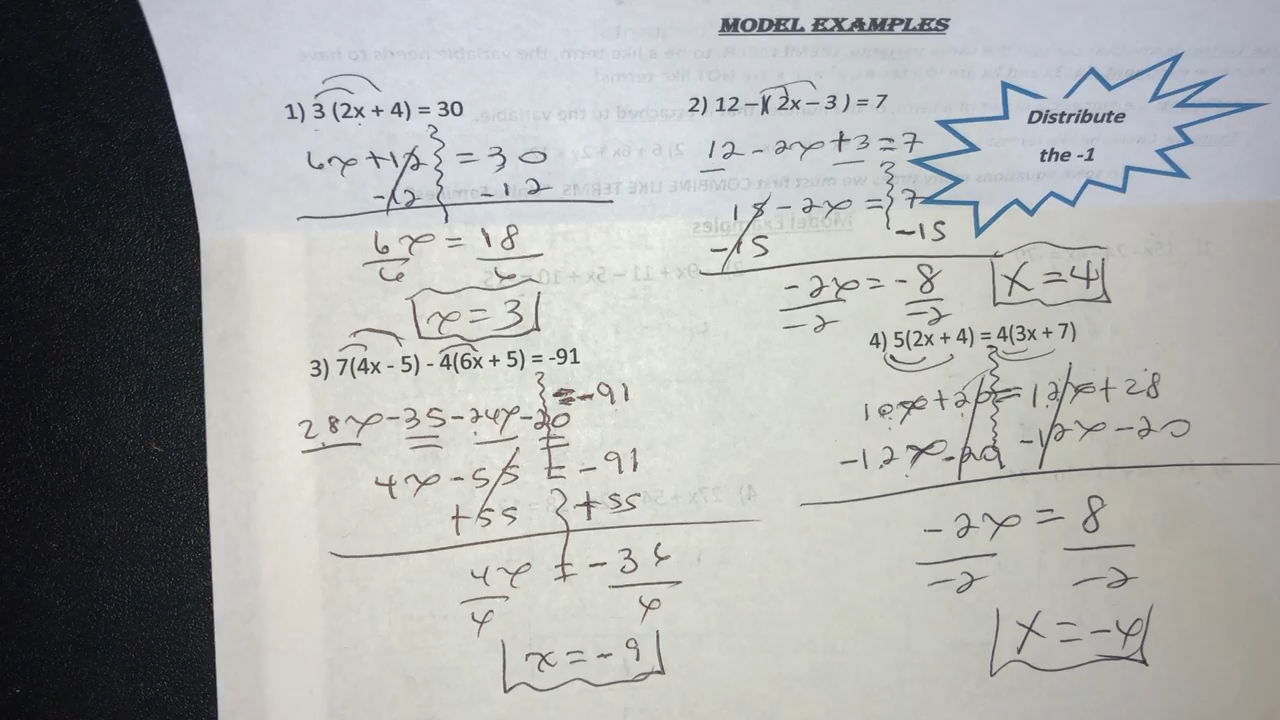 MODEL EXAMPLES
1) 3 (2x + 4) = 30
6x + 12 = 30
-12 -12
6x = 18
6 6
x = 3
2) 12 – 1( 2x – 3 ) = 7
12 - 2x + 3 = 7
15 - 2x = 7
-15 -15
-2x = -8
-2 -2
x = 4
Distribute
the -1
3) 7(4x - 5) - 4(6x + 5) = -91
28x - 35 - 24x - 20 = -91
4x - 55 = -91
+55 +55
4x = -36
4 4
x = -9
4) 5(2x + 4) = 4(3x + 7)
10x + 20 = 12x + 28
-12x - 20 -12x - 20
-2x = 8
-2 -2
x = -4